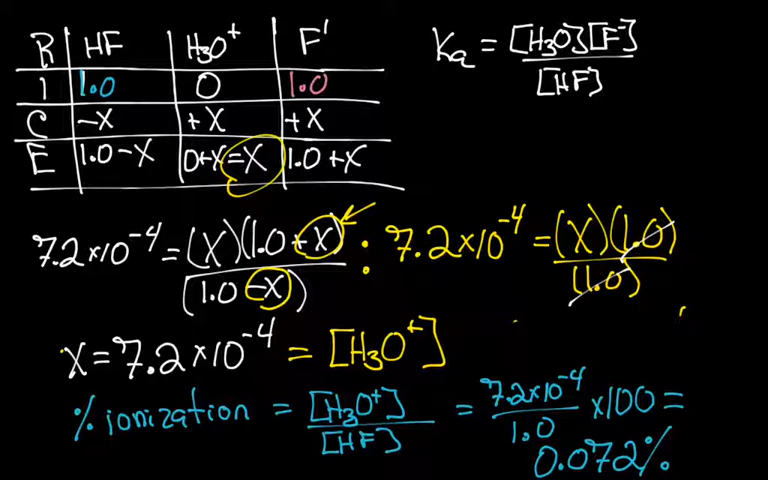 R HF H₃O⁺ F'
I 1.0 0 1.0
C -X +X +X
E 1.0-X 0+X=X 1.0+X
Ka = [H₃O][F⁻] / [HF]
7.2×10⁻⁴ = (X)(1.0+X) / (1.0-X) : 7.2×10⁻⁴ = (X)(1.0) / (1.0)
X = 7.2×10⁻⁴ = [H₃O⁺]
% ionization = [H₃O⁺] / [HF] = 7.2×10⁻⁴ / 1.0 ×100 =
0.072%